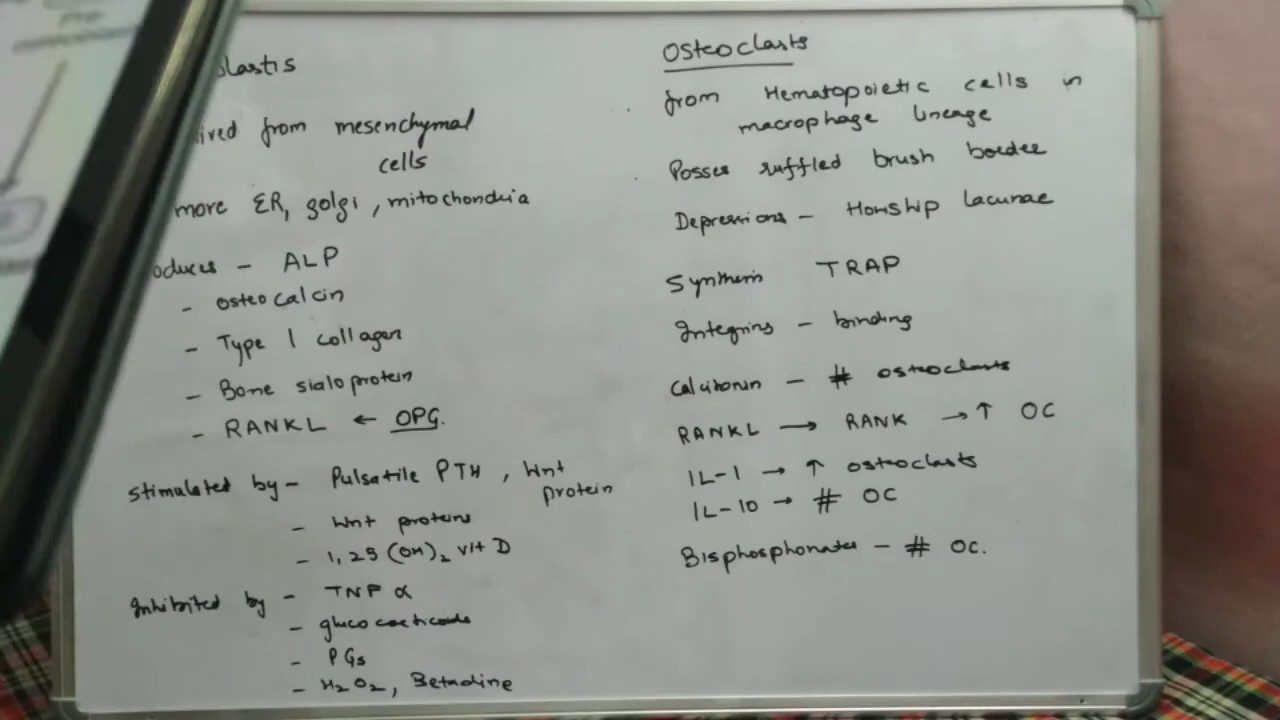 lastis
ived from mesenchymal
cells
more ER, golgi, mitochondria
oduces - ALP
- Osteocalcin
- Type 1 collagen
- Bone sialoprotein
- RANKL ← OPG.
Stimulated by - Pulsatile PTH, Wnt
protein
- Wnt proteins
- 1,25 (OH)₂ Vit D
Inhibited by - TNF α
- glucocorticoids
- PGs
- H₂O₂, Betadine
Osteoclasts
from Hematopoietic cells in
macrophage lineage
Posses ruffled brush border
Depressions - Howship lacunae
Synthesis TRAP
Integrins - binding
Calcitonin - # osteoclasts
RANKL → RANK → ↑ OC
IL-1 → ↑ osteoclasts
IL-10 → # OC
Bisphosphonates - # OC.